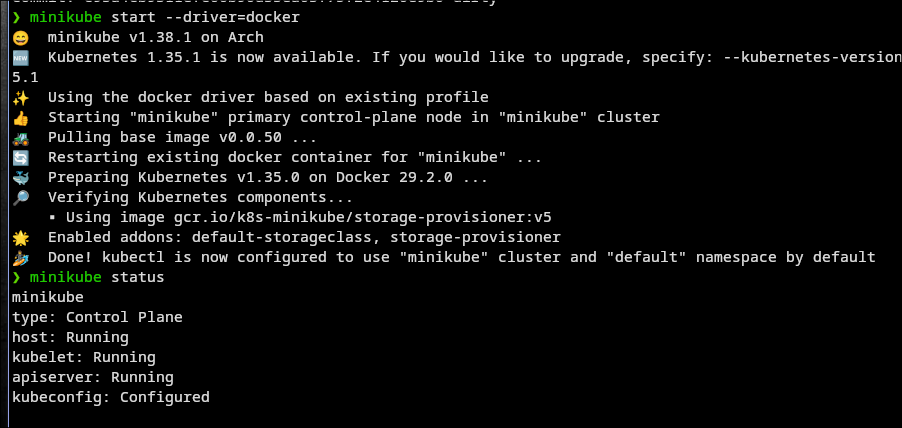 ❯ minikube start --driver=docker
😄 minikube v1.38.1 on Arch
🆕 Kubernetes 1.35.1 is now available. If you would like to upgrade, specify: --kubernetes-version
5.1
✨ Using the docker driver based on existing profile
👍 Starting "minikube" primary control-plane node in "minikube" cluster
🚜 Pulling base image v0.0.50 ...
🔄 Restarting existing docker container for "minikube" ...
🐳 Preparing Kubernetes v1.35.0 on Docker 29.2.0 ...
🔎 Verifying Kubernetes components...
▪ Using image gcr.io/k8s-minikube/storage-provisioner:v5
🌟 Enabled addons: default-storageclass, storage-provisioner
🏄 Done! kubectl is now configured to use "minikube" cluster and "default" namespace by default
❯ minikube status
minikube
type: Control Plane
host: Running
kubelet: Running
apiserver: Running
kubeconfig: Configured